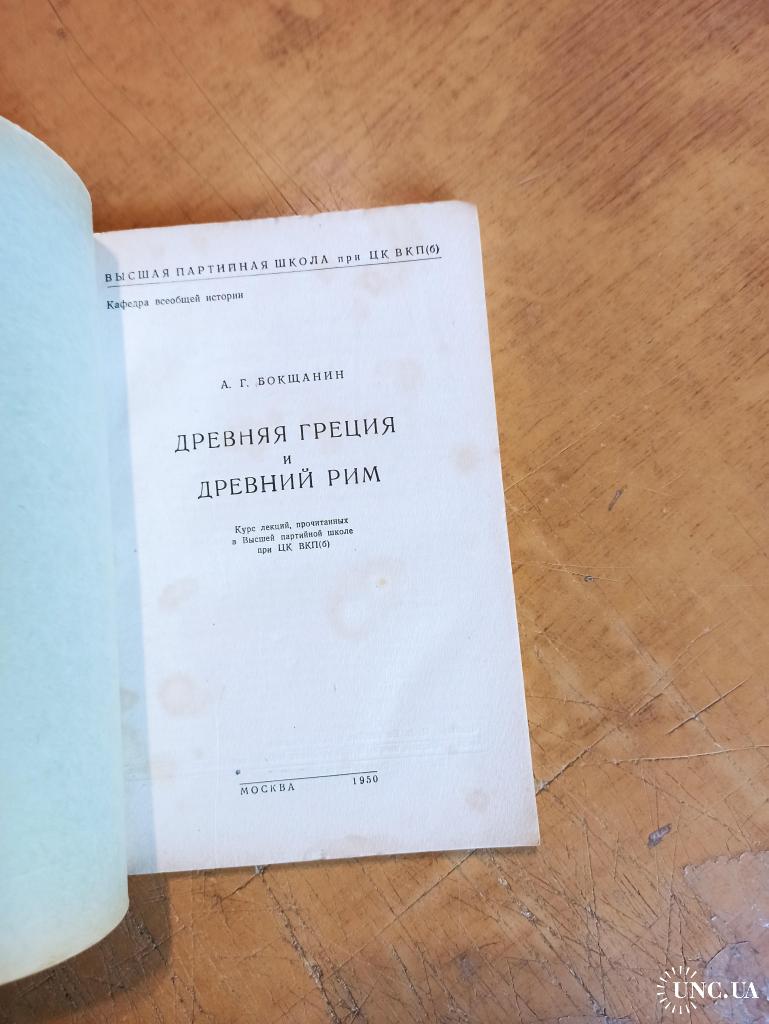 ВЫСШАЯ ПАРТИЙНАЯ ШКОЛА при ЦК ВКП(б)
Кафедра всеобщей истории
А. Г. БОКЩАНИН
ДРЕВНЯЯ ГРЕЦИЯ
и
ДРЕВНИЙ РИМ
Курс лекций, прочитанных
в Высшей партийной школе
при ЦК ВКП(б)
МОСКВА 1950
UNC.UA